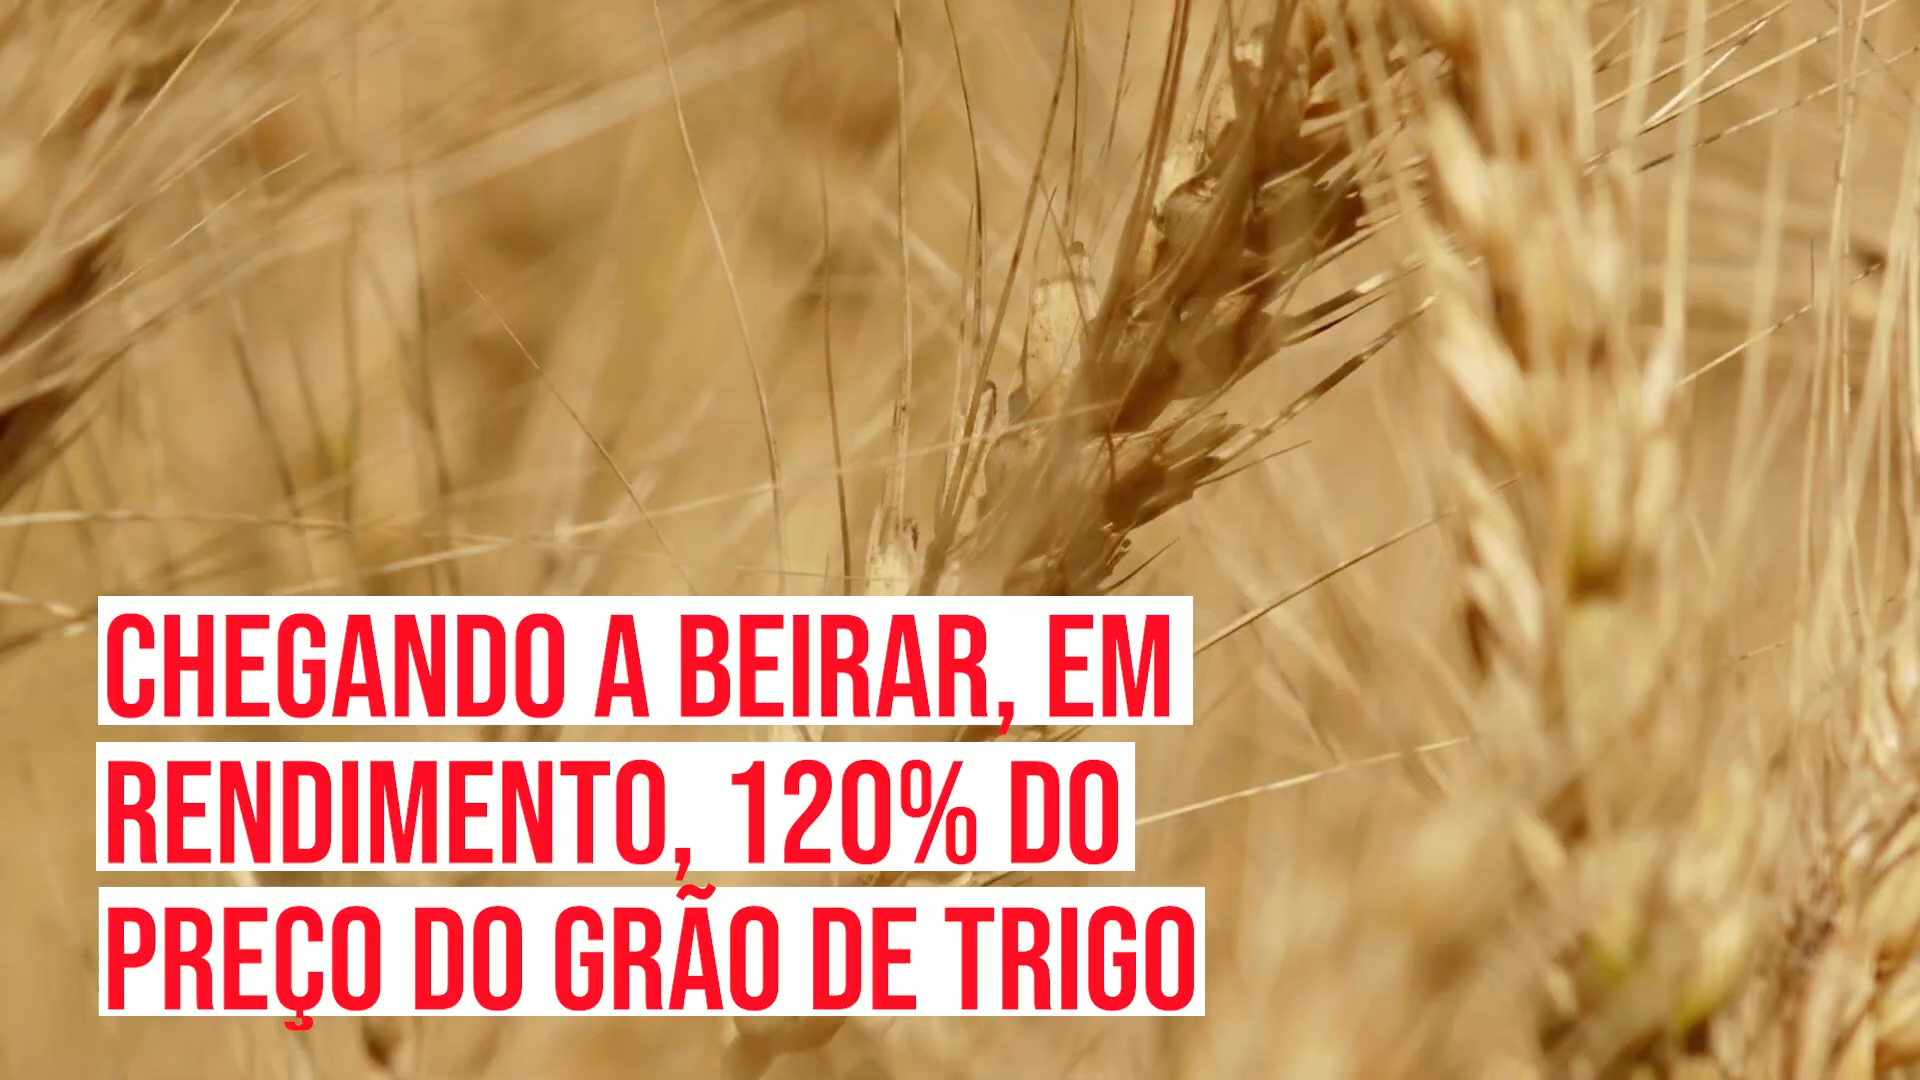 CHEGANDO A BEIRAR, EM
RENDIMENTO, 120% DO
PREÇO DO GRÃO DE TRIGO